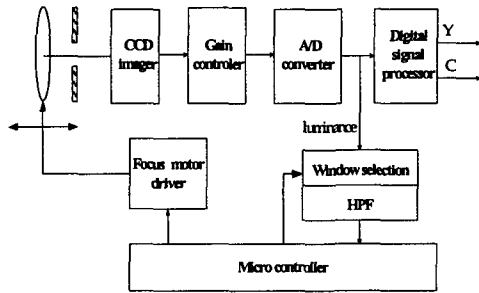 CCD
imager
Gain
controler
A/D
converter
Digital
signal
processor
Y
C
luminance
Focus motor
driver
Window selection
HPF
Micro controller